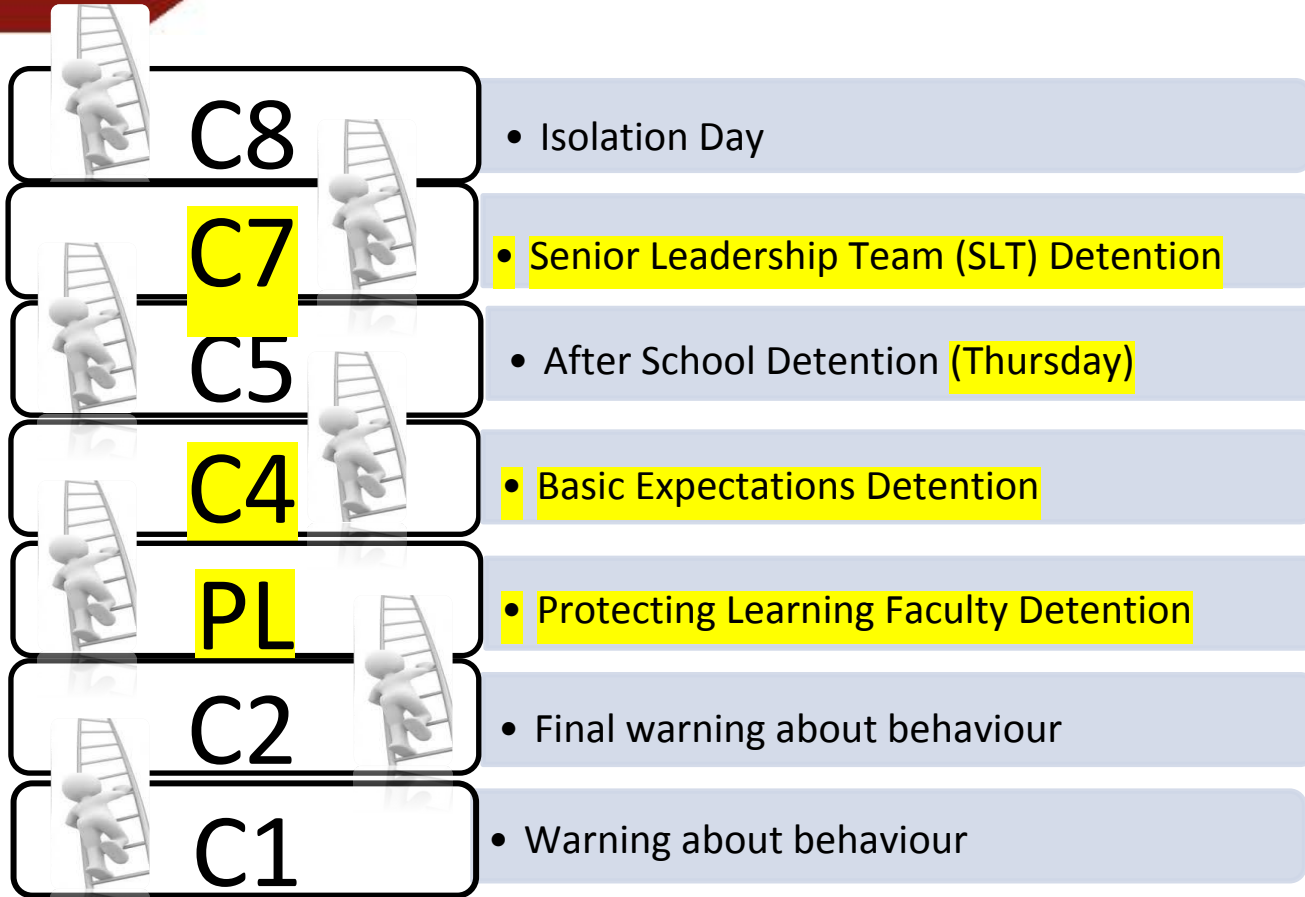 C8
• Isolation Day
C7
• Senior Leadership Team (SLT) Detention
C5
• After School Detention (Thursday)
C4
• Basic Expectations Detention
PL
• Protecting Learning Faculty Detention
C2
• Final warning about behaviour
C1
• Warning about behaviour